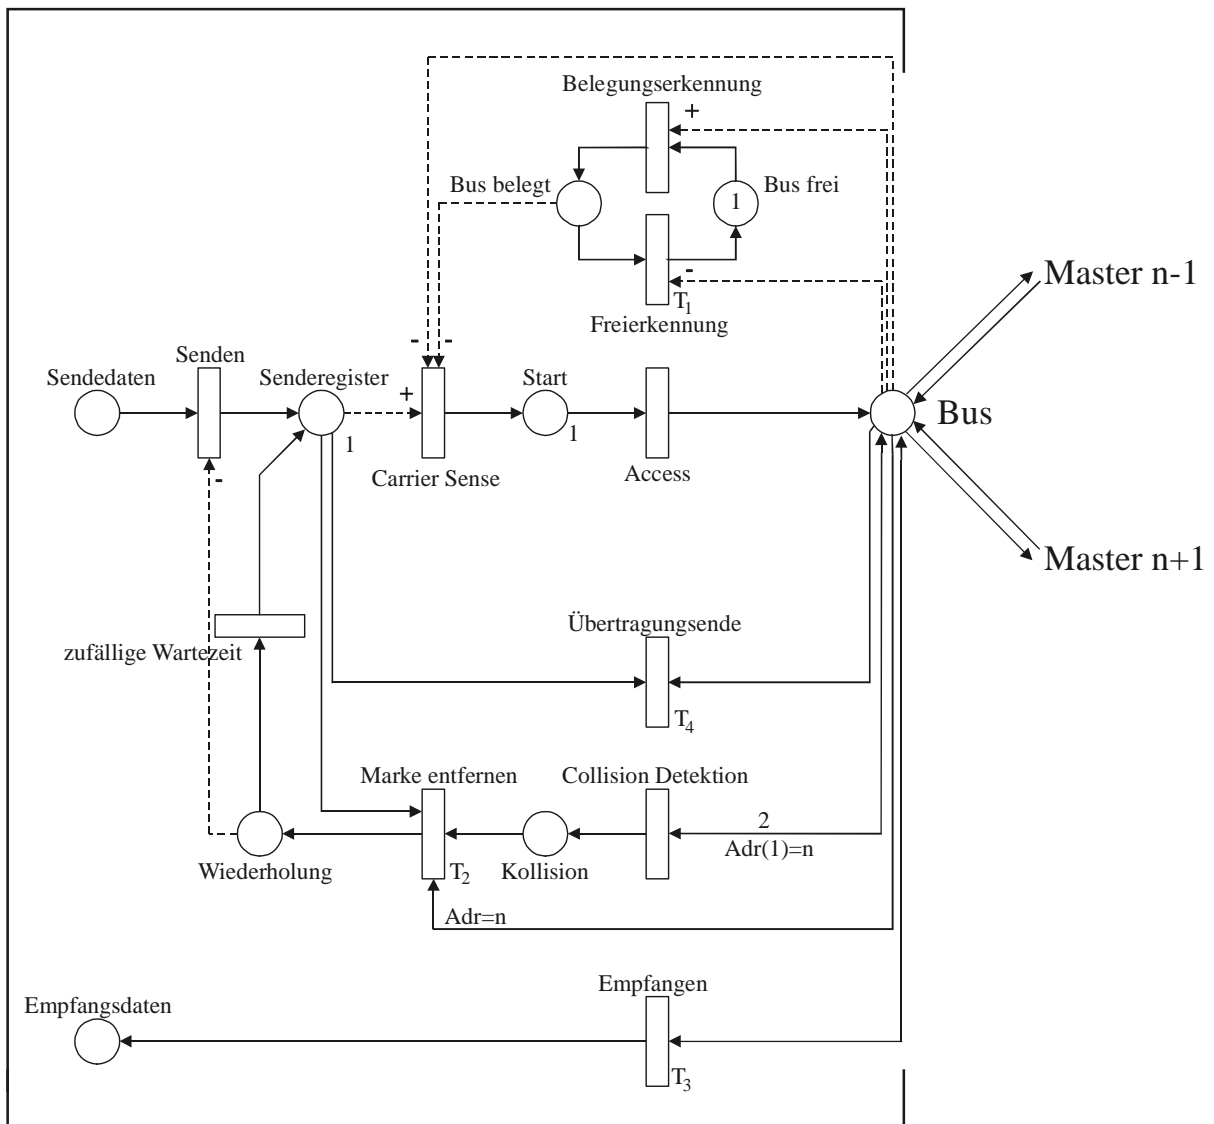 Belegungserkennung
+
Bus belegt
1
Bus frei
-
T1
Freierkennung
Master n-1
- -
Sendedaten
Senden
Senderegister
+
Start
1
1
Carrier Sense
Access
Bus
-
Master n+1
zufällige Wartezeit
Übertragungsende
T4
Marke entfernen
Collision Detektion
2
Adr(1)=n
Wiederholung
T2
Kollision
Adr=n
Empfangen
Empfangsdaten
T3